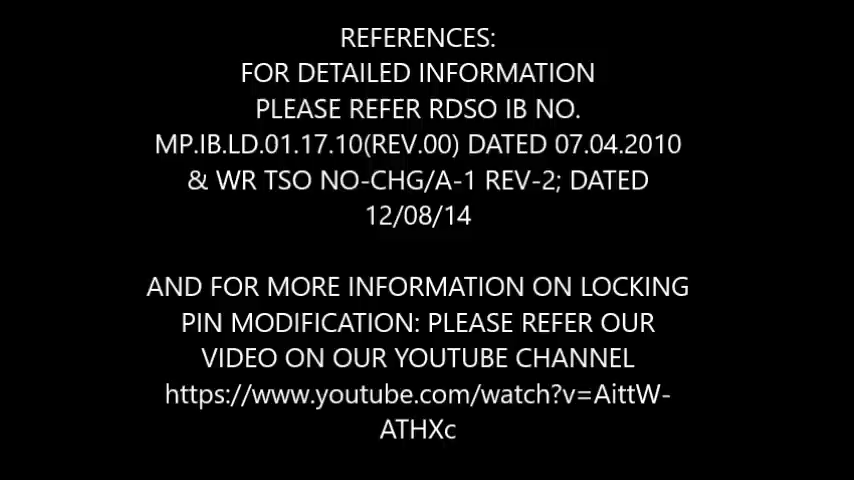 REFERENCES:
FOR DETAILED INFORMATION
PLEASE REFER RDSO IB NO.
MP.IB.LD.01.17.10(REV.00) DATED 07.04.2010
& WR TSO NO-CHG/A-1 REV-2; DATED
12/08/14
AND FOR MORE INFORMATION ON LOCKING
PIN MODIFICATION: PLEASE REFER OUR
VIDEO ON OUR YOUTUBE CHANNEL
https://www.youtube.com/watch?v=AittW-
ATHXc